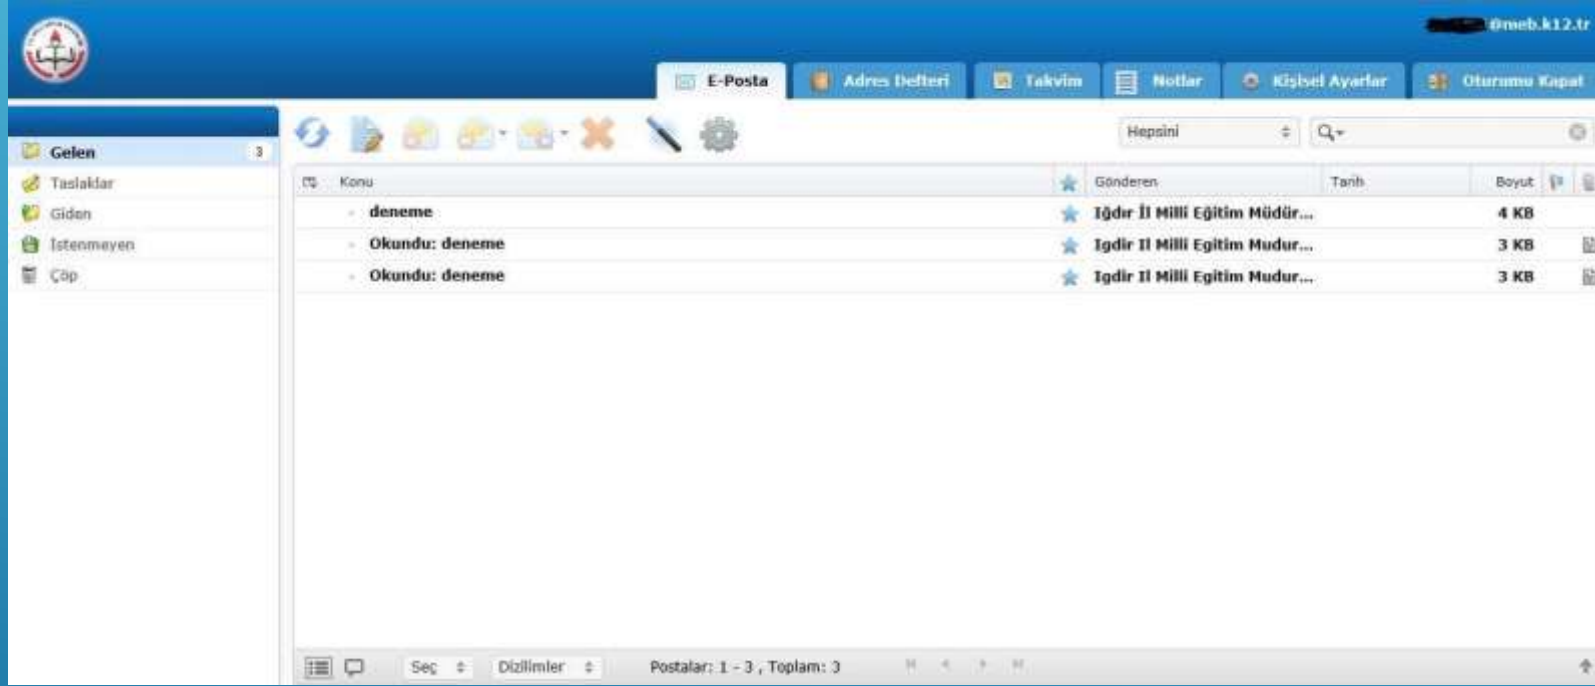 @meb.k12.tr
E-Posta Adres Defteri Takvim Notlar Kişisel Ayarlar Oturumu Kapat
Hepsini
Gelen 3
Taslaklar
Giden
İstenmeyen
Çöp
Konu Gönderen Tarih Boyut
deneme Iğdır İl Milli Eğitim Müdür... 4 KB
Okundu: deneme Igdir Il Milli Egitim Mudur... 3 KB
Okundu: deneme Igdir Il Milli Egitim Mudur... 3 KB
Seç Dizilimler Postalar: 1 - 3 , Toplam: 3